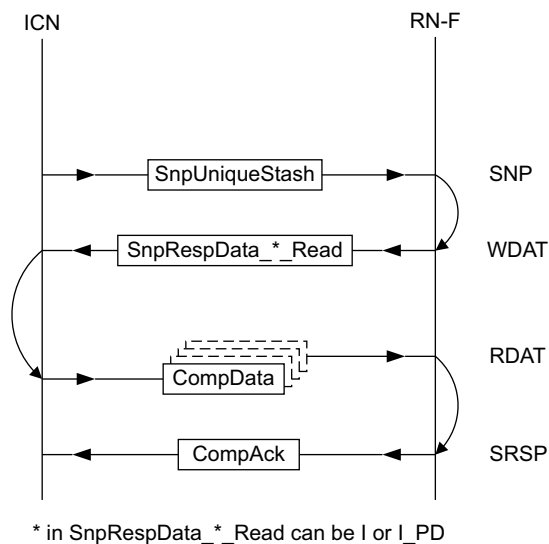 ICN
RN-F
SnpUniqueStash
SNP
SnpRespData_*_Read
WDAT
CompData
RDAT
CompAck
SRSP
* in SnpRespData_*_Read can be I or I_PD